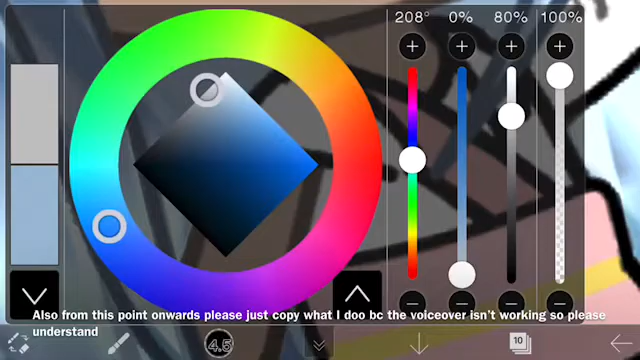 208° 0% 80% 100%
Also from this point onwards please just copy what I doo bc the voiceover isn't working so please
understand
4.5 10